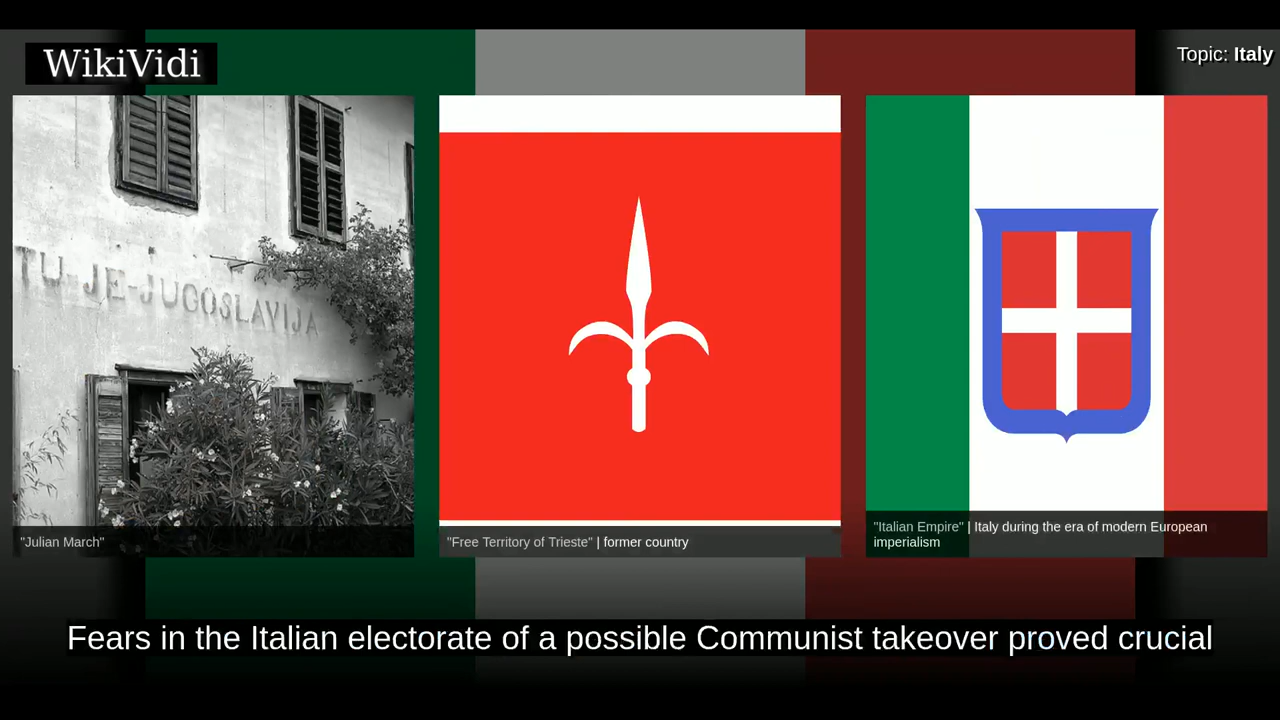 WikiVidi
Topic: Italy
TU-JE-JUGOSLAVIJA
"Julian March"
"Free Territory of Trieste" | former country
"Italian Empire" | Italy during the era of modern European
imperialism
Fears in the Italian electorate of a possible Communist takeover proved crucial